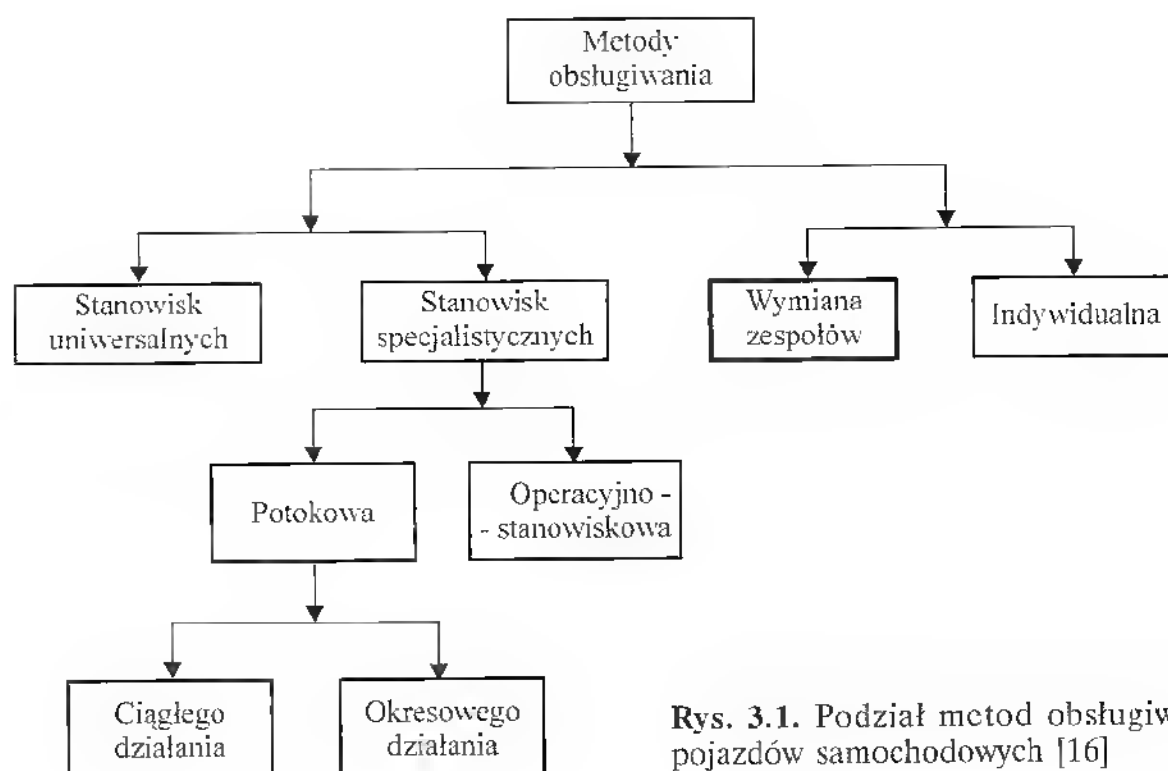 Metody
obsługiwania
Stanowisk
uniwersalnych
Stanowisk
specjalistycznych
Wymiana
zespołów
Indywidualna
Potokowa
Operacyjno -
- stanowiskowa
Ciągłego
działania
Okresowego
działania
Rys. 3.1. Podział metod obsługiw
pojazdów samochodowych [16]